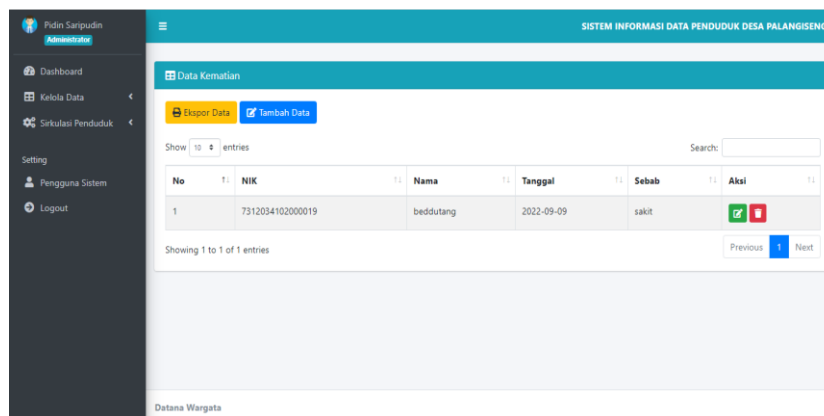 Pidin Saripudin
Administrator
SISTEM INFORMASI DATA PENDUDUK DESA PALANGISENG
Dashboard
Kelola Data
Sirkulasi Penduduk
Setting
Pengguna Sistem
Logout
Data Kematian
Ekspor Data Tambah Data
Show 10 entries Search:
No NIK Nama Tanggal Sebab Aksi
1 7312034102000019 beddutang 2022-09-09 sakit
Showing 1 to 1 of 1 entries Previous 1 Next
Datana Wargata